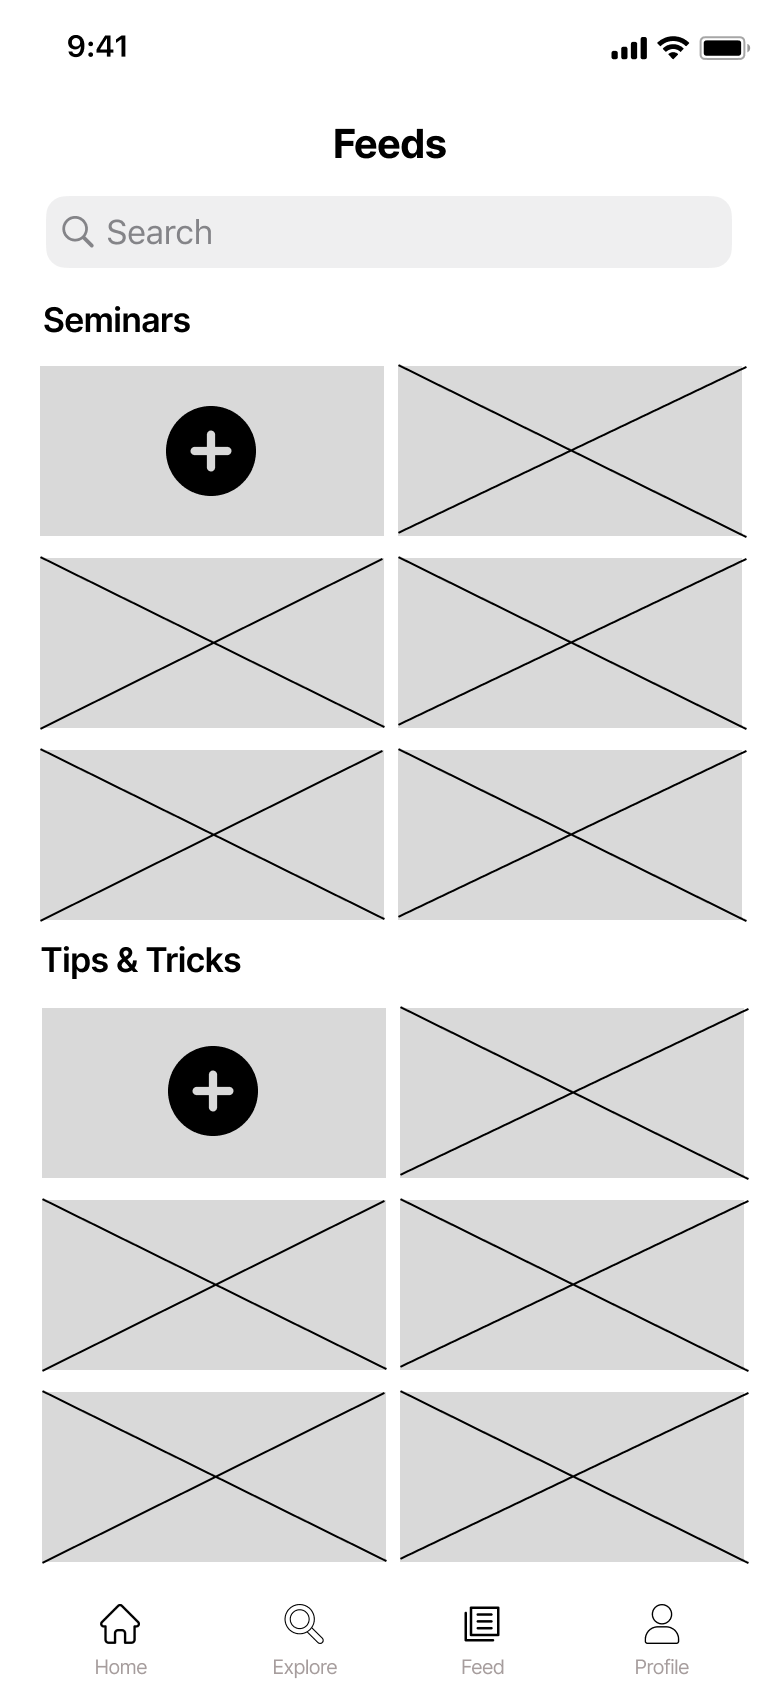 9:41
Feeds
Search
Seminars
Tips & Tricks
Home Explore Feed Profile